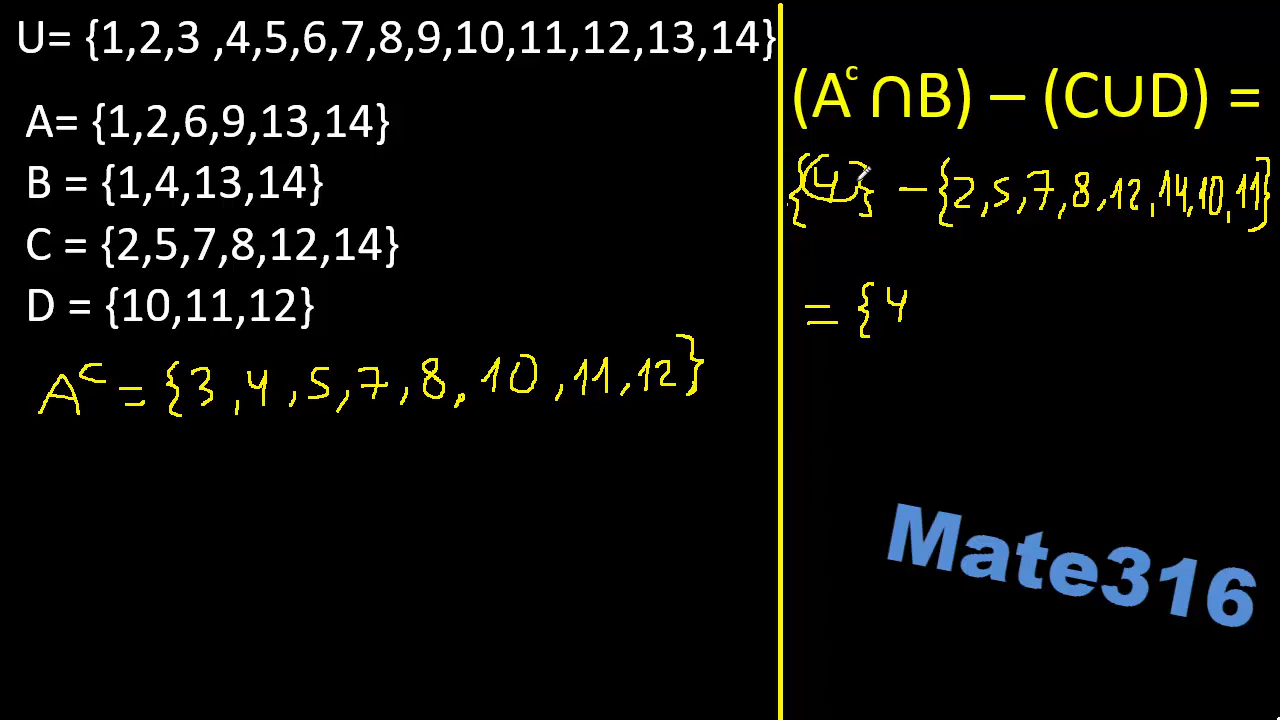 U= {1,2,3 ,4,5,6,7,8,9,10,11,12,13,14}
A= {1,2,6,9,13,14}
B = {1,4,13,14}
C = {2,5,7,8,12,14}
D = {10,11,12}
Aᶜ = {3,4,5,7,8,10,11,12}
(Aᶜ ∩B) – (C∪D) =
{4} - {2,5,7,8,12,14,10,11}
= {4
Mate316